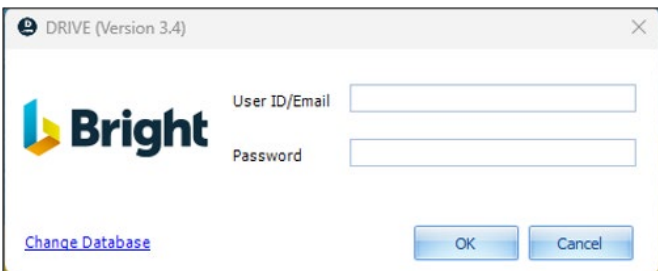 DRIVE (Version 3.4)
User ID/Email
Bright
Password
Change Database
OK
Cancel